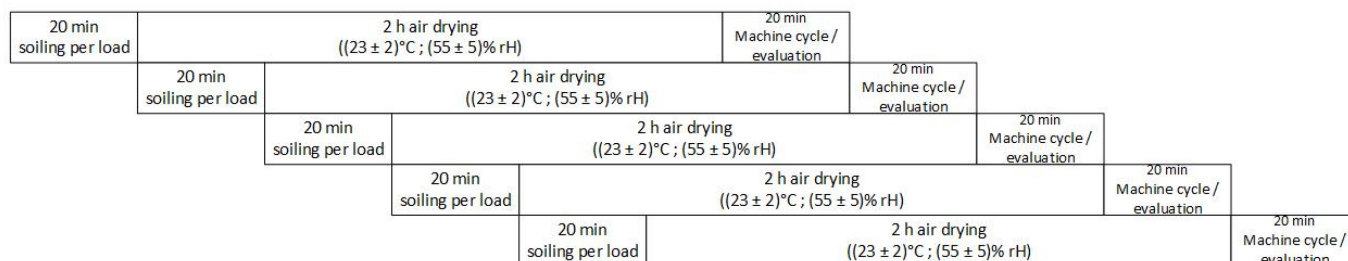 20 min
soiling per load
2 h air drying
((23 ± 2)°C ; (55 ± 5)% rH)
20 min
Machine cycle /
evaluation
20 min
soiling per load
2 h air drying
((23 ± 2)°C ; (55 ± 5)% rH)
20 min
Machine cycle /
evaluation
20 min
soiling per load
2 h air drying
((23 ± 2)°C ; (55 ± 5)% rH)
20 min
Machine cycle /
evaluation
20 min
soiling per load
2 h air drying
((23 ± 2)°C ; (55 ± 5)% rH)
20 min
Machine cycle /
evaluation
20 min
soiling per load
2 h air drying
((23 ± 2)°C ; (55 ± 5)% rH)
20 min
Machine cycle /
evaluation